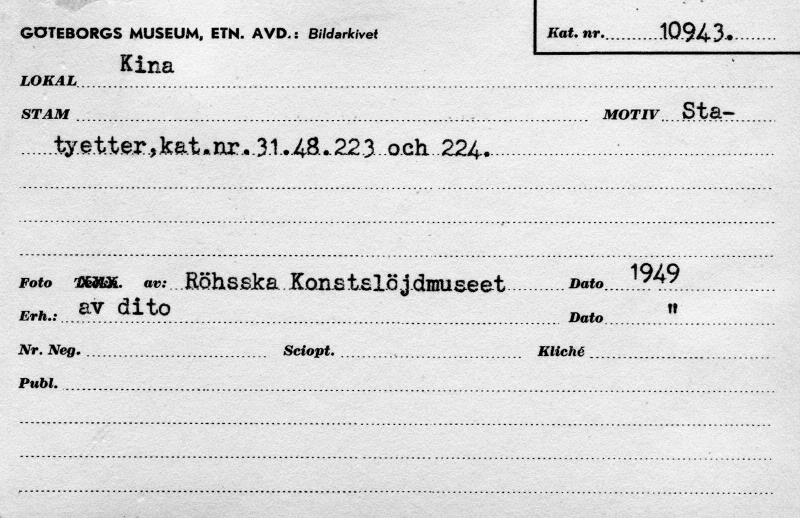 GÖTEBORGS MUSEUM, ETN. AVD.: Bildarkivet
Kat. nr. 10943.
LOKAL Kina
STAM MOTIV Sta-
tyetter,kat.nr.31.48.223 och 224.
Foto av: Röhsska Konstslöjdmuseet Dato 1949
Erh.: av dito Dato "
Nr. Neg. Sciopt. Kliché
Publ.